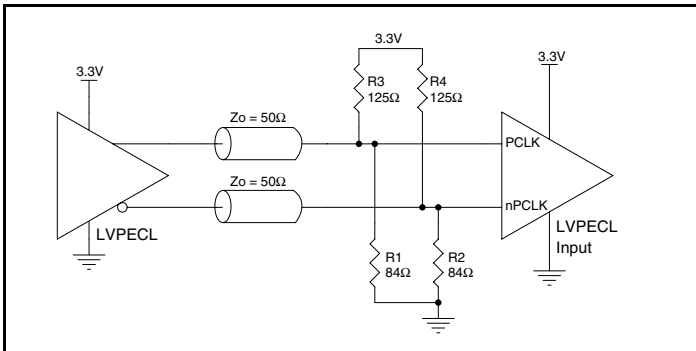 3.3V
3.3V
3.3V
R3
125Ω
R4
125Ω
Zo = 50Ω
PCLK
Zo = 50Ω
nPCLK
LVPECL
LVPECL
Input
R1
84Ω
R2
84Ω